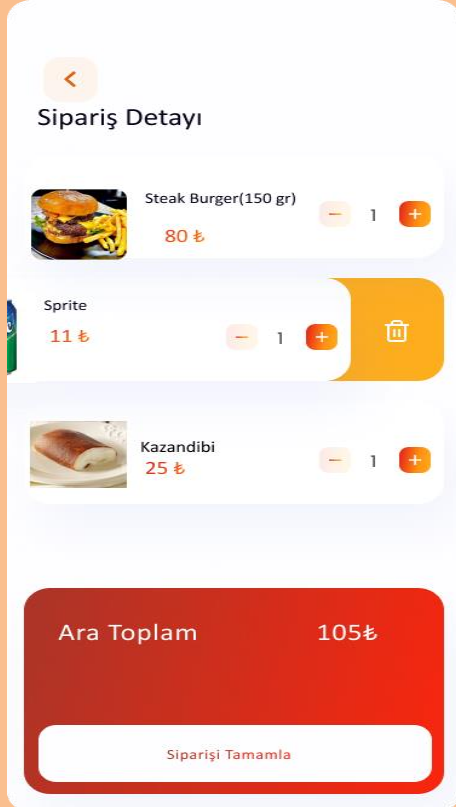 Sipariş Detayı
Steak Burger(150 gr)
80 ₺
1
Sprite
11 ₺
1
Kazandibi
25 ₺
1
Ara Toplam 105₺
Siparişi Tamamla